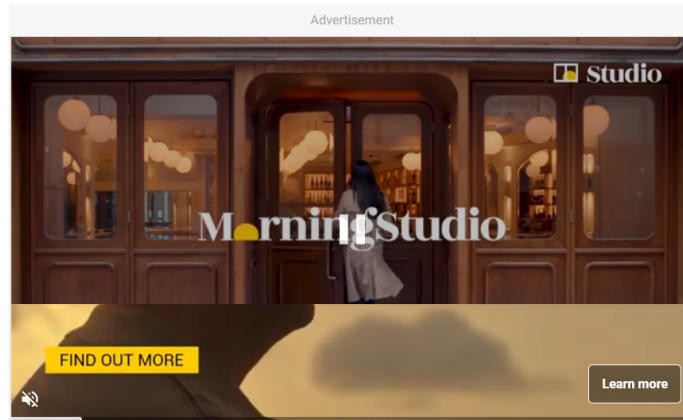 Advertisement
Studio
MorningStudio
FIND OUT MORE
Learn more